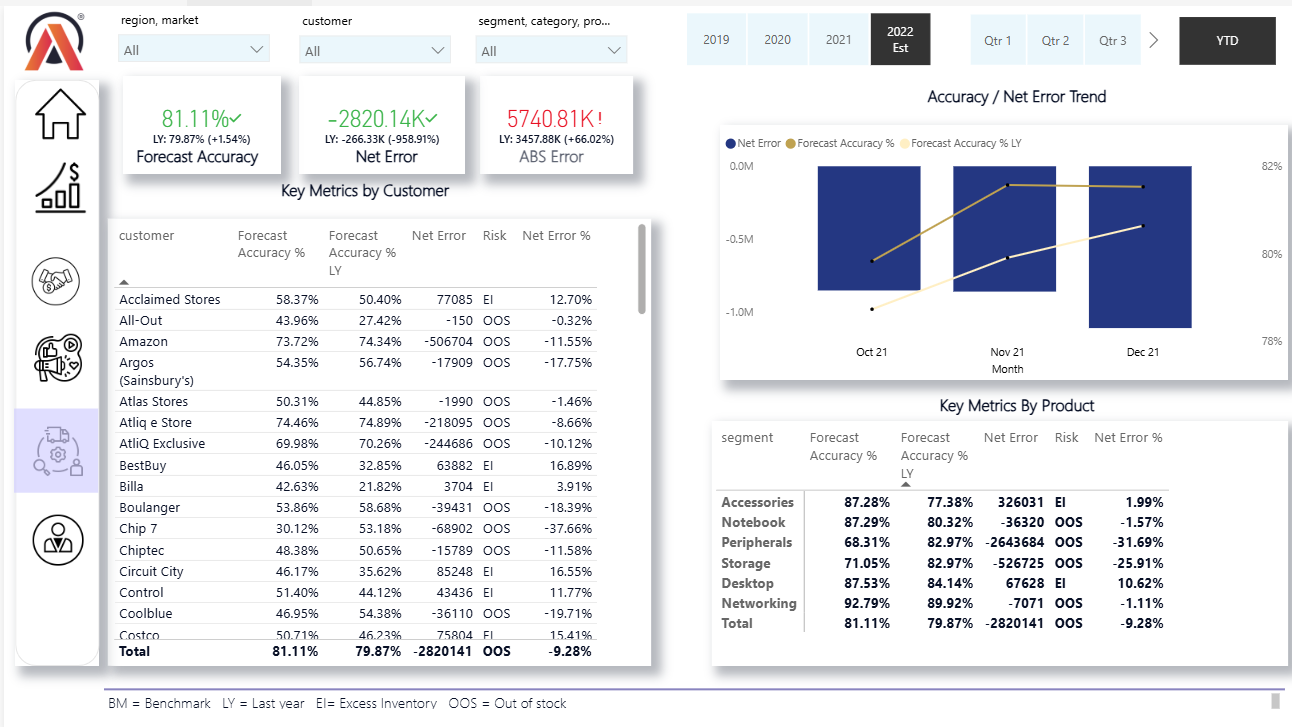 region, market
customer
segment, category, pro...
All
All
All
2019
2020
2021
2022
Est
Qtr 1
Qtr 2
Qtr 3
YTD
81.11%
LY: 79.87% (+1.54%)
Forecast Accuracy
-2820.14K
LY: -266.33K (-958.91%)
Net Error
5740.81K!
LY: 3457.88K (+66.02%)
ABS Error
Key Metrics by Customer
customer Forecast Accuracy % Forecast Accuracy % LY Net Error Risk Net Error %
Acclaimed Stores 58.37% 50.40% 77085 EI 12.70%
All-Out 43.96% 27.42% -150 OOS -0.32%
Amazon 73.72% 74.34% -506704 OOS -11.55%
Argos (Sainsbury's) 54.35% 56.74% -17909 OOS -17.75%
Atlas Stores 50.31% 44.85% -1990 OOS -1.46%
Atliq e Store 74.46% 74.89% -218095 OOS -8.66%
AtliQ Exclusive 69.98% 70.26% -244686 OOS -10.12%
BestBuy 46.05% 32.85% 63882 EI 16.89%
Billa 42.63% 21.82% 3704 EI 3.91%
Boulanger 53.86% 58.68% -39431 OOS -18.39%
Chip 7 30.12% 53.18% -68902 OOS -37.66%
Chiptec 48.38% 50.65% -15789 OOS -11.58%
Circuit City 46.17% 35.62% 85248 EI 16.55%
Control 51.40% 44.12% 43436 EI 11.77%
Coolblue 46.95% 54.38% -36110 OOS -19.71%
Costco 50.71% 46.23% 75804 EI 15.41%
Total 81.11% 79.87% -2820141 OOS -9.28%
Accuracy / Net Error Trend
Net Error Forecast Accuracy % Forecast Accuracy % LY
0.0M
-0.5M
-1.0M
82%
80%
78%
Oct 21
Nov 21
Dec 21
Month
Key Metrics By Product
segment Forecast Accuracy % Forecast Accuracy % LY Net Error Risk Net Error %
Accessories 87.28% 77.38% 326031 EI 1.99%
Notebook 87.29% 80.32% -36320 OOS -1.57%
Peripherals 68.31% 82.97% -2643684 OOS -31.69%
Storage 71.05% 82.97% -526725 OOS -25.91%
Desktop 87.53% 84.14% 67628 EI 10.62%
Networking 92.79% 89.92% -7071 OOS -1.11%
Total 81.11% 79.87% -2820141 OOS -9.28%
BM = Benchmark LY = Last year EI= Excess Inventory OOS = Out of stock